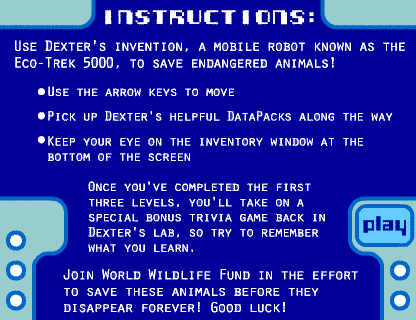 INSTRUCTIONS:
USE DEXTER'S INVENTION, A MOBILE ROBOT KNOWN AS THE
ECO-TREK 5000, TO SAVE ENDANGERED ANIMALS!
• USE THE ARROW KEYS TO MOVE
• PICK UP DEXTER'S HELPFUL DATAPACKS ALONG THE WAY
• KEEP YOUR EYE ON THE INVENTORY WINDOW AT THE
BOTTOM OF THE SCREEN
ONCE YOU'VE COMPLETED THE FIRST
THREE LEVELS, YOU'LL TAKE ON A
SPECIAL BONUS TRIVIA GAME BACK IN
DEXTER'S LAB, SO TRY TO REMEMBER
WHAT YOU LEARN.
play
JOIN WORLD WILDLIFE FUND IN THE EFFORT
TO SAVE THESE ANIMALS BEFORE THEY
DISAPPEAR FOREVER! GOOD LUCK!